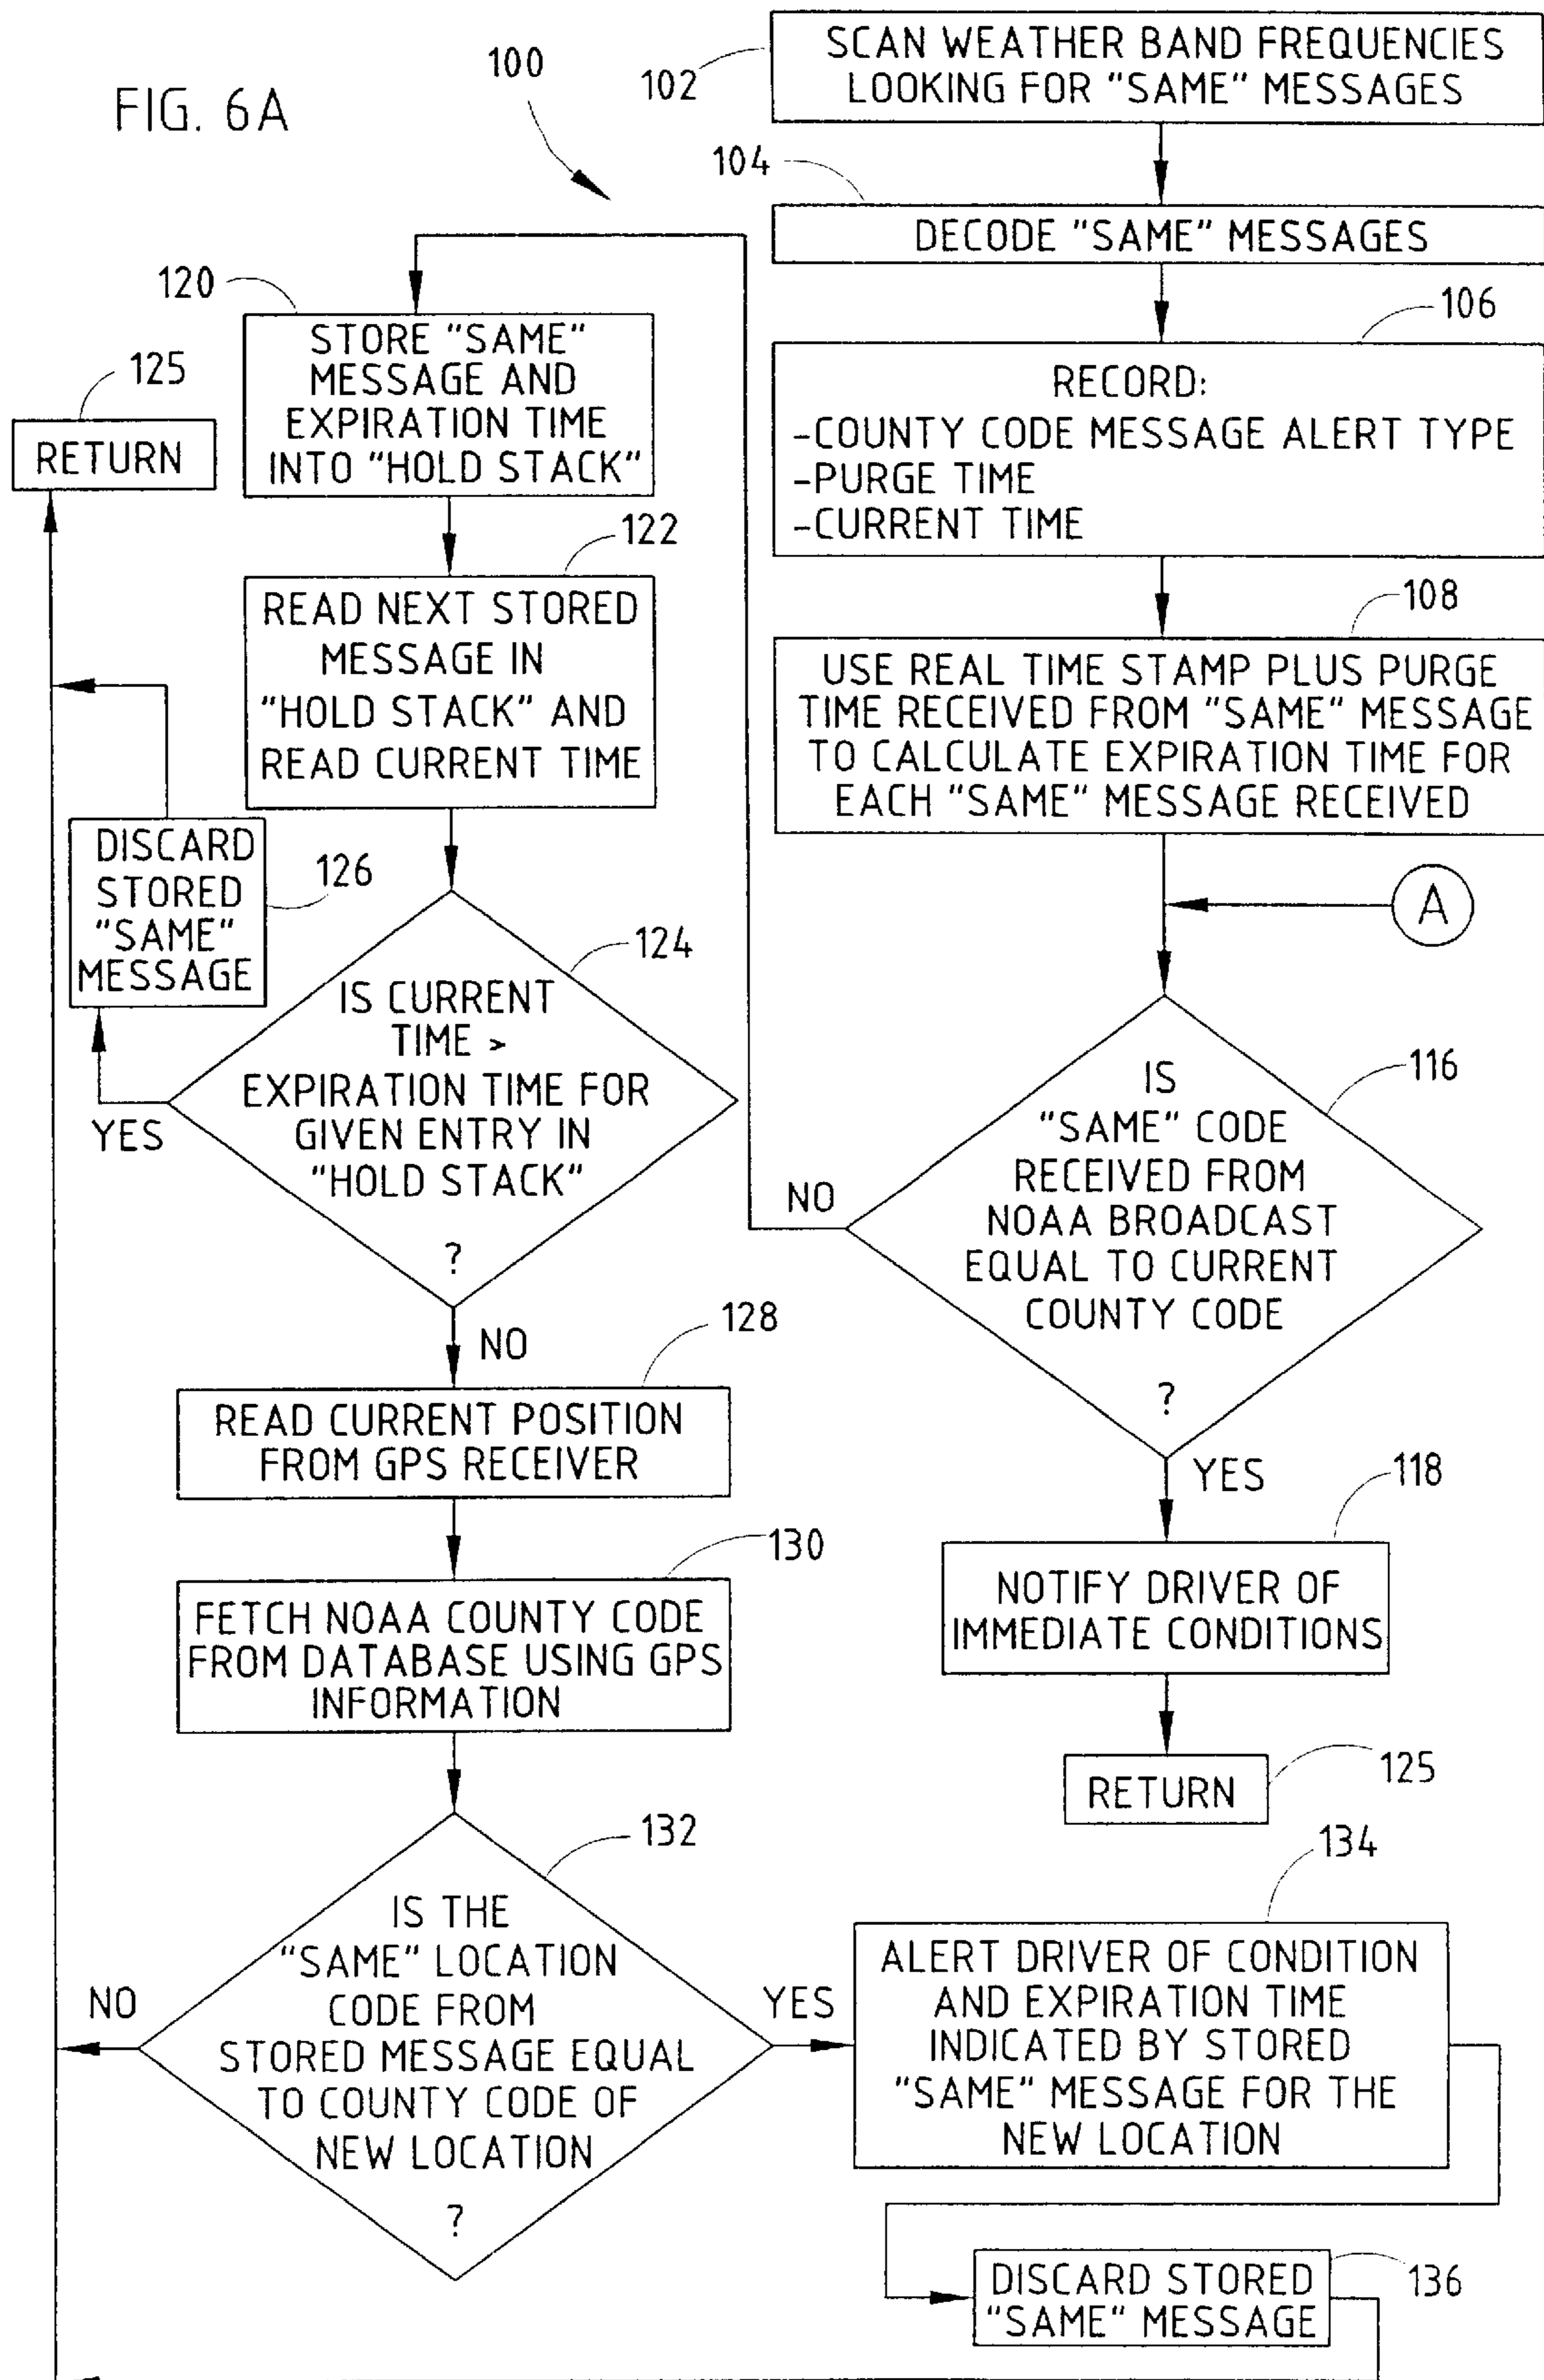 FIG. 6A
100
102
SCAN WEATHER BAND FREQUENCIES
LOOKING FOR "SAME" MESSAGES
104
DECODE "SAME" MESSAGES
106
RECORD:
-COUNTY CODE MESSAGE ALERT TYPE
-PURGE TIME
-CURRENT TIME
108
USE REAL TIME STAMP PLUS PURGE
TIME RECEIVED FROM "SAME" MESSAGE
TO CALCULATE EXPIRATION TIME FOR
EACH "SAME" MESSAGE RECEIVED
A
116
IS
"SAME" CODE
RECEIVED FROM
NOAA BROADCAST
EQUAL TO CURRENT
COUNTY CODE
?
NO
YES
118
NOTIFY DRIVER OF
IMMEDIATE CONDITIONS
RETURN
125
120
STORE "SAME"
MESSAGE AND
EXPIRATION TIME
INTO "HOLD STACK"
125
RETURN
122
READ NEXT STORED
MESSAGE IN
"HOLD STACK" AND
READ CURRENT TIME
DISCARD
STORED
"SAME"
MESSAGE
126
124
IS CURRENT
TIME >
EXPIRATION TIME FOR
GIVEN ENTRY IN
"HOLD STACK"
?
YES
NO
128
READ CURRENT POSITION
FROM GPS RECEIVER
130
FETCH NOAA COUNTY CODE
FROM DATABASE USING GPS
INFORMATION
132
IS THE
"SAME" LOCATION
CODE FROM
STORED MESSAGE EQUAL
TO COUNTY CODE OF
NEW LOCATION
?
NO
YES
134
ALERT DRIVER OF CONDITION
AND EXPIRATION TIME
INDICATED BY STORED
"SAME" MESSAGE FOR THE
NEW LOCATION
DISCARD STORED
"SAME" MESSAGE
136